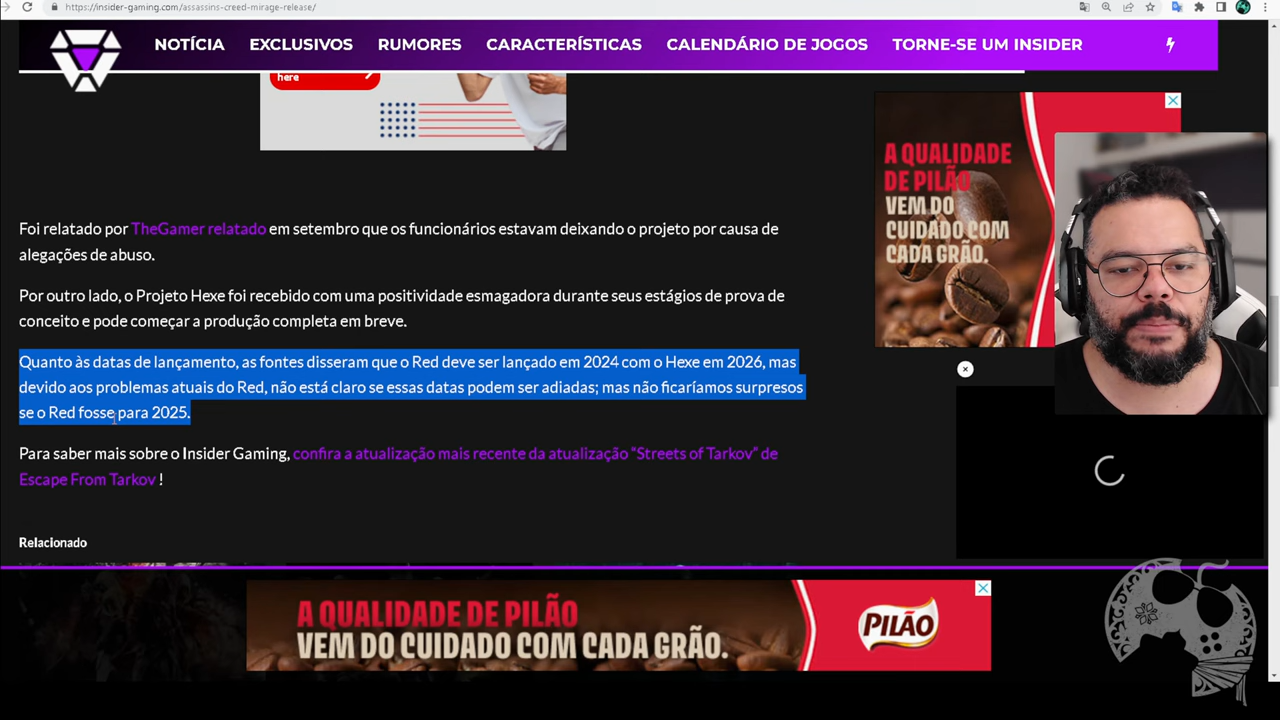 https://insider-gaming.com/assassins-creed-mirage-release/
NOTÍCIA EXCLUSIVOS RUMORES CARACTERÍSTICAS CALENDÁRIO DE JOGOS TORNE-SE UM INSIDER
here
A QUALIDADE
DE PILÃO
VEM DO
CUIDADO COM
CADA GRÃO.
Foi relatado por TheGamer relatado em setembro que os funcionários estavam deixando o projeto por causa de
alegações de abuso.
Por outro lado, o Projeto Hexe foi recebido com uma positividade esmagadora durante seus estágios de prova de
conceito e pode começar a produção completa em breve.
Quanto às datas de lançamento, as fontes disseram que o Red deve ser lançado em 2024 com o Hexe em 2026, mas
devido aos problemas atuais do Red, não está claro se essas datas podem ser adiadas; mas não ficaríamos surpresos
se o Red fosse para 2025.
Para saber mais sobre o Insider Gaming, confira a atualização mais recente da atualização “Streets of Tarkov” de
Escape From Tarkov !
Relacionado
A QUALIDADE DE PILÃO
VEM DO CUIDADO COM CADA GRÃO.
PILÃO